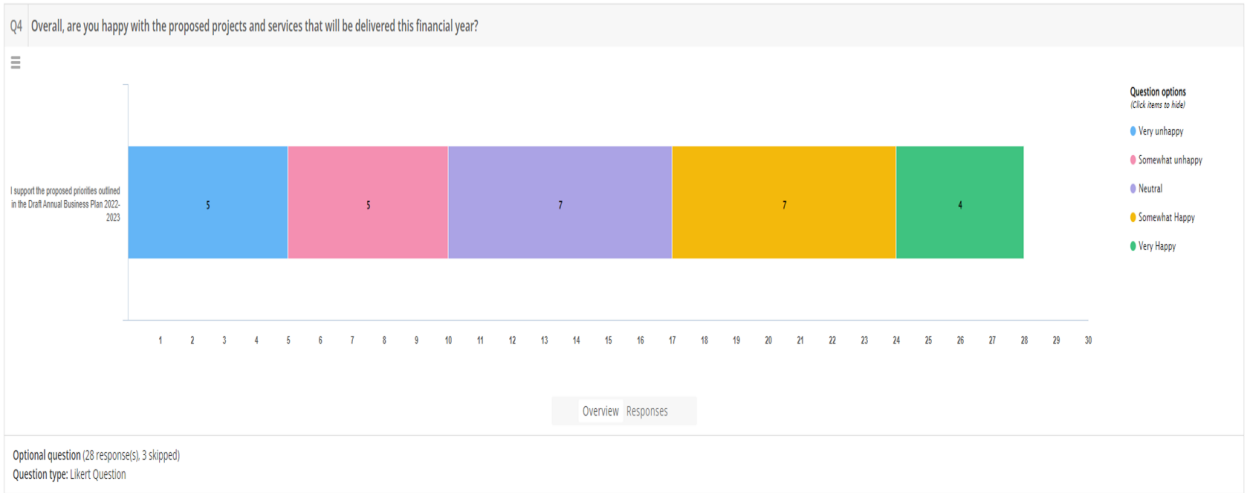 Q4 Overall, are you happy with the proposed projects and services that will be delivered this financial year?
Question options
(Click items to hide)
Very unhappy
Somewhat unhappy
Neutral
Somewhat Happy
Very Happy
I support the proposed priorities outlined
in the Draft Annual Business Plan 2022-
2023
5 5 7 7 4
1 2 3 4 5 6 7 8 9 10 11 12 13 14 15 16 17 18 19 20 21 22 23 24 25 26 27 28 29 30
Overview Responses
Optional question (28 response(s), 3 skipped)
Question type: Likert Question